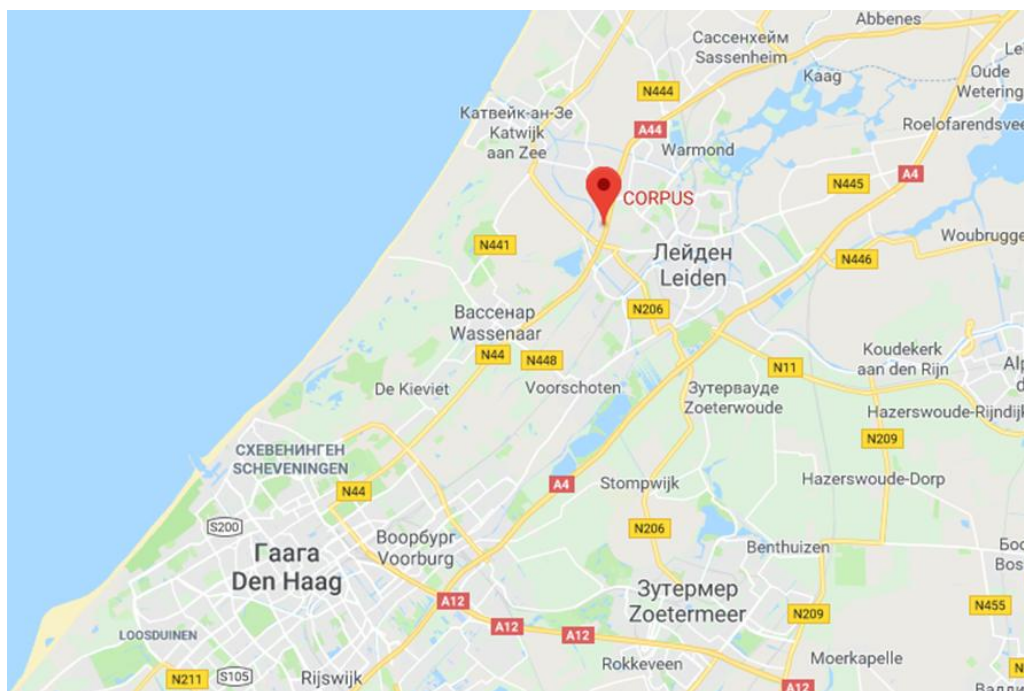 Abbenes
Сассенхейм
Sassenheim
Kaag
Oude
Wetering
N444
Катвейк-ан-Зе
Katwijk
aan Zee
A44
Warmond
Roelofarendsvee
A4
N445
CORPUS
N441
Лейден
Leiden
N446
Woubrugge
Вассенар
Wassenaar
N206
N44
N448
Koudekerk
aan den Rijn
N11
De Kieviet
Voorschoten
Зутервауде
Zoeterwoude
Hazerswoude-Rijndijk
N209
СХЕВЕНИНГЕН
SCHEVENINGEN
N44
A4
Stompwijk
Hazerswoude-Dorp
S200
N206
Гаага
Den Haag
Воорбург
Voorburg
Benthuizen
Зутермер
Zoetermeer
A12
N455
N209
A12
A12
LOOSDUINEN
Rokkeveen
Moerkapelle
N211
S105
Rijswijk
A12